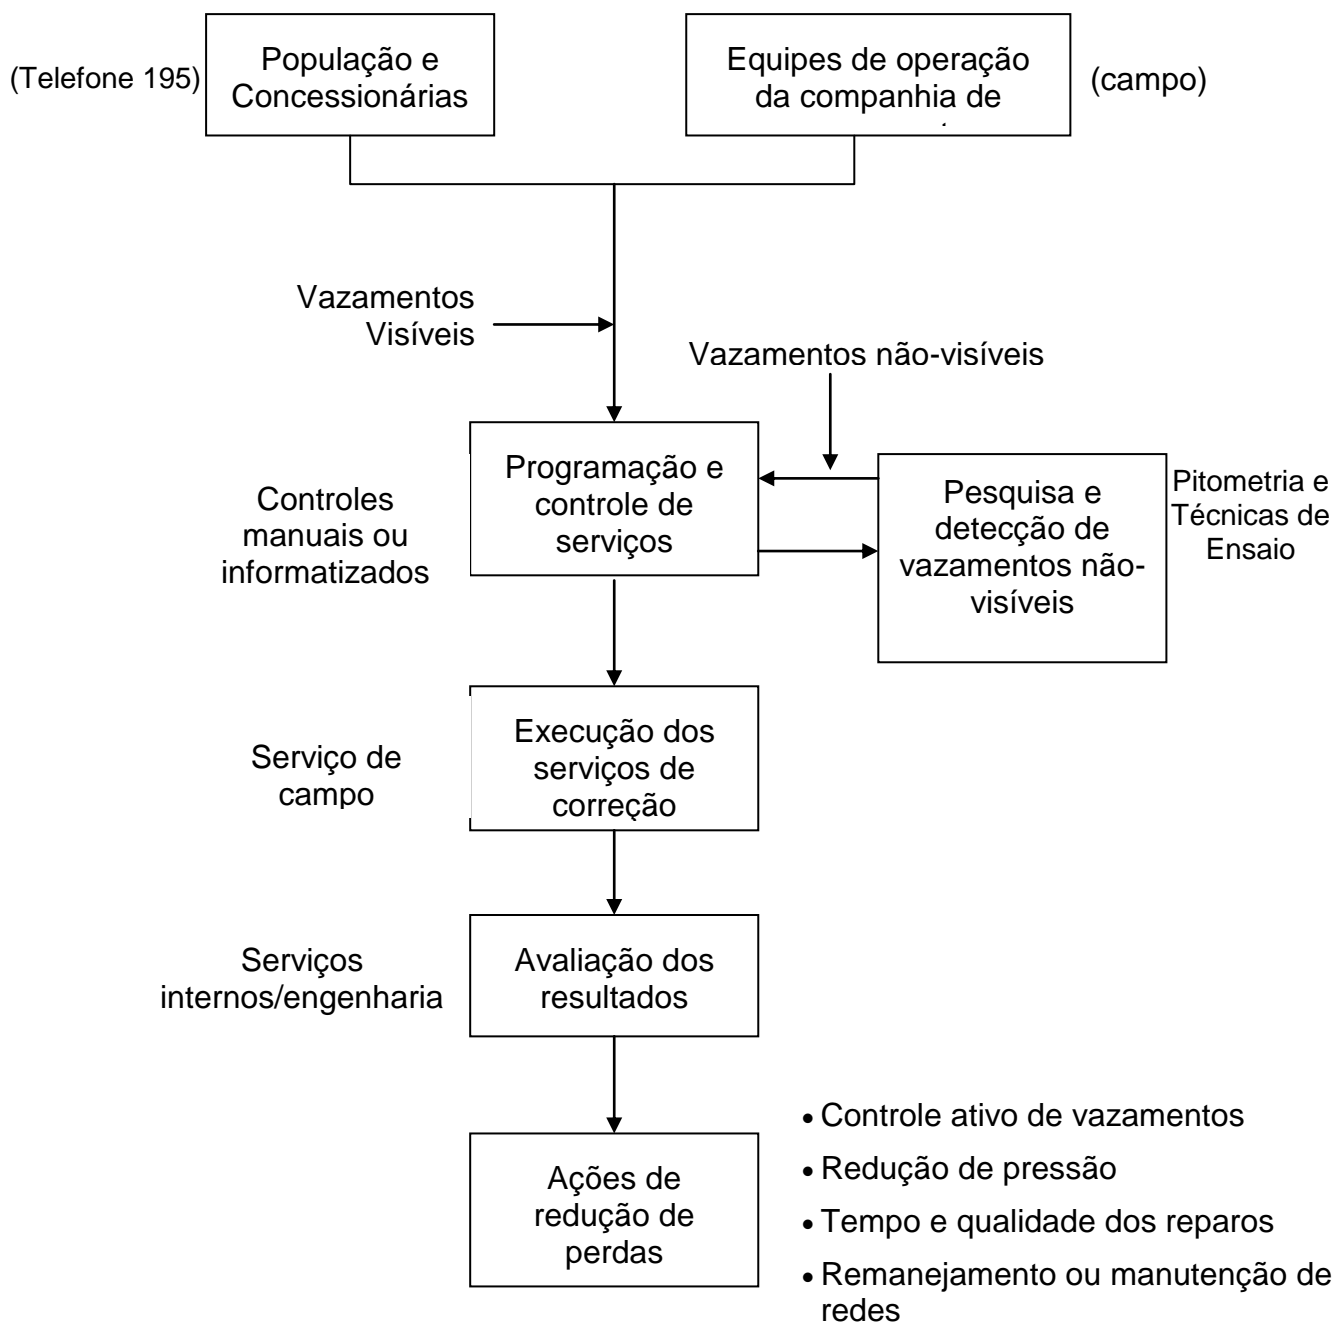 (Telefone 195)
População e
Concessionárias
Equipes de operação
da companhia de
(campo)
Vazamentos
Visíveis
Vazamentos não-visíveis
Controles
manuais ou
informatizados
Programação e
controle de
serviços
Pesquisa e
detecção de
vazamentos não-
visíveis
Pitometria e
Técnicas de
Ensaio
Serviço de
campo
Execução dos
serviços de
correção
Serviços
internos/engenharia
Avaliação dos
resultados
Ações de
redução de
perdas
• Controle ativo de vazamentos
• Redução de pressão
• Tempo e qualidade dos reparos
• Remanejamento ou manutenção de
redes